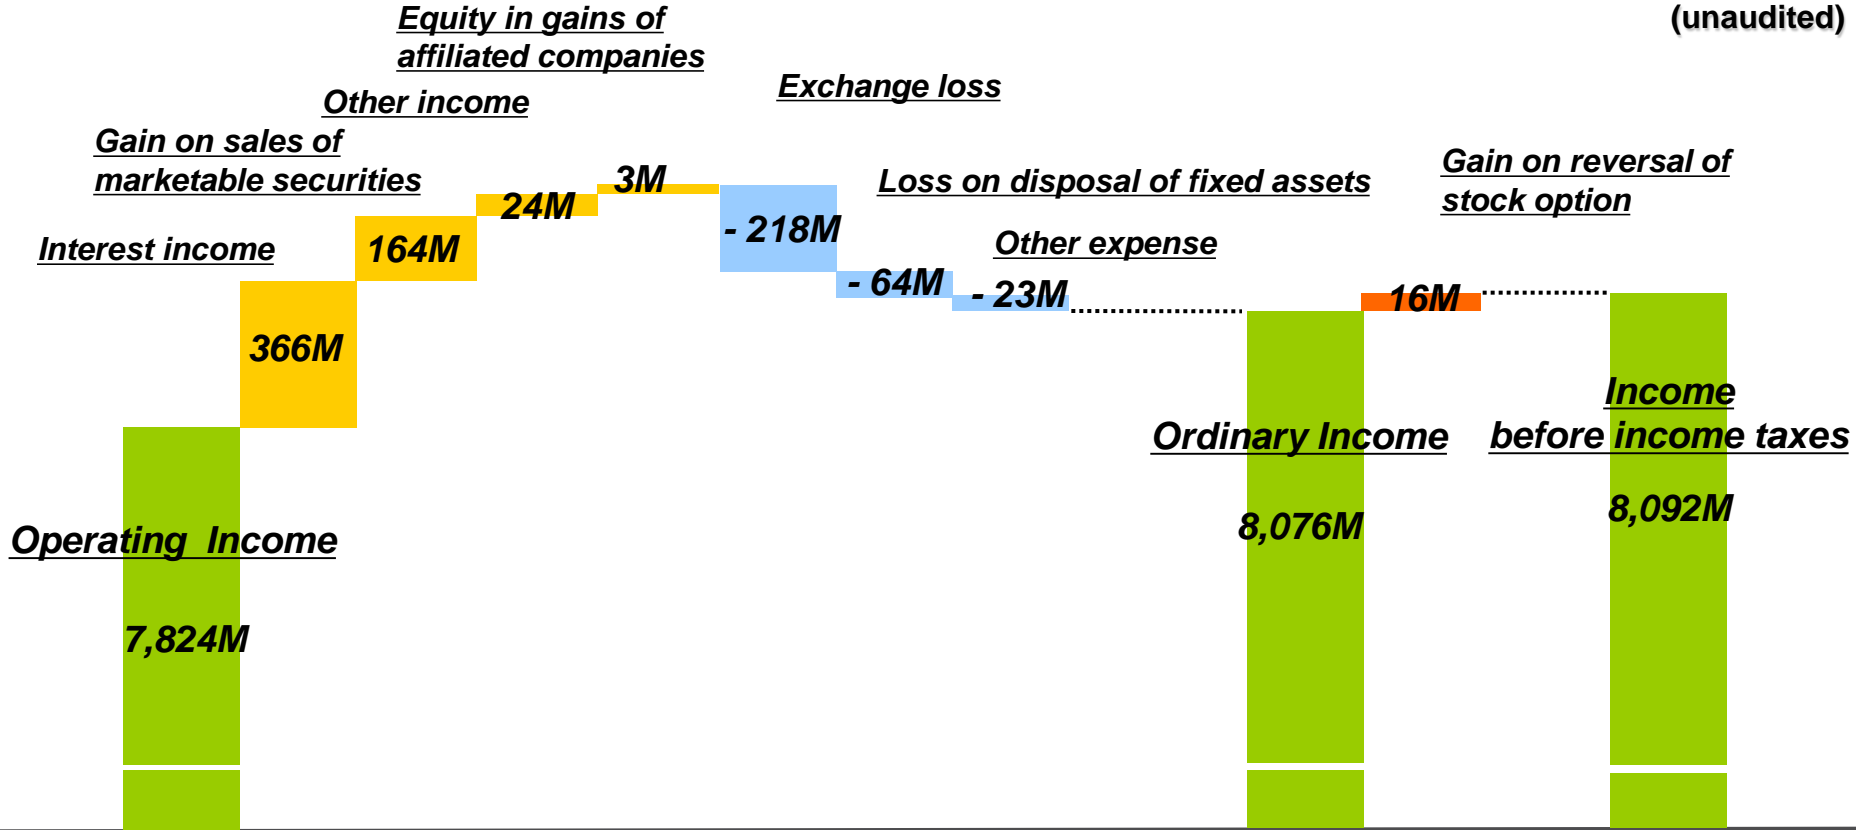 (unaudited)
Equity in gains of
affiliated companies
Exchange loss
Other income
Gain on sales of
marketable securities
Gain on reversal of
stock option
3M
Loss on disposal of fixed assets
24M
- 218M
Other expense
Interest income
164M
- 64M
- 23M
16M
366M
Income
before income taxes
Ordinary Income
8,092M
8,076M
Operating  Income
7,824M